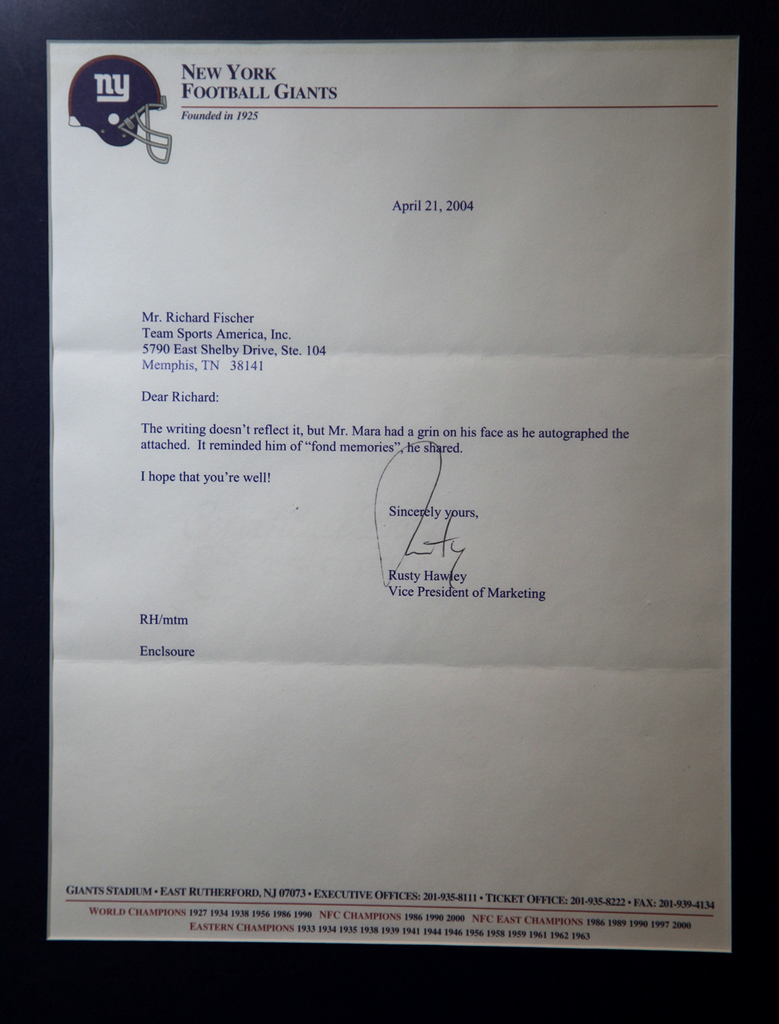 ny
NEW YORK
FOOTBALL GIANTS
Founded in 1925
April 21, 2004
Mr. Richard Fischer
Team Sports America, Inc.
5790 East Shelby Drive, Ste. 104
Memphis, TN 38141
Dear Richard:
The writing doesn't reflect it, but Mr. Mara had a grin on his face as he autographed the
attached. It reminded him of "fond memories", he shared.
I hope that you're well!
Sincerely yours,
Rusty
Rusty Hawley
Vice President of Marketing
RH/mtm
Enclsoure
GIANTS STADIUM • EAST RUTHERFORD, NJ 07073 • EXECUTIVE OFFICES: 201-935-8111 • TICKET OFFICE: 201-935-8222 • FAX: 201-939-4134
WORLD CHAMPIONS 1927 1934 1938 1956 1986 1990 NFC CHAMPIONS 1986 1990 2000 NFC EAST CHAMPIONS 1986 1989 1990 1997 2000
EASTERN CHAMPIONS 1933 1934 1935 1938 1939 1941 1944 1946 1956 1958 1959 1961 1962 1963